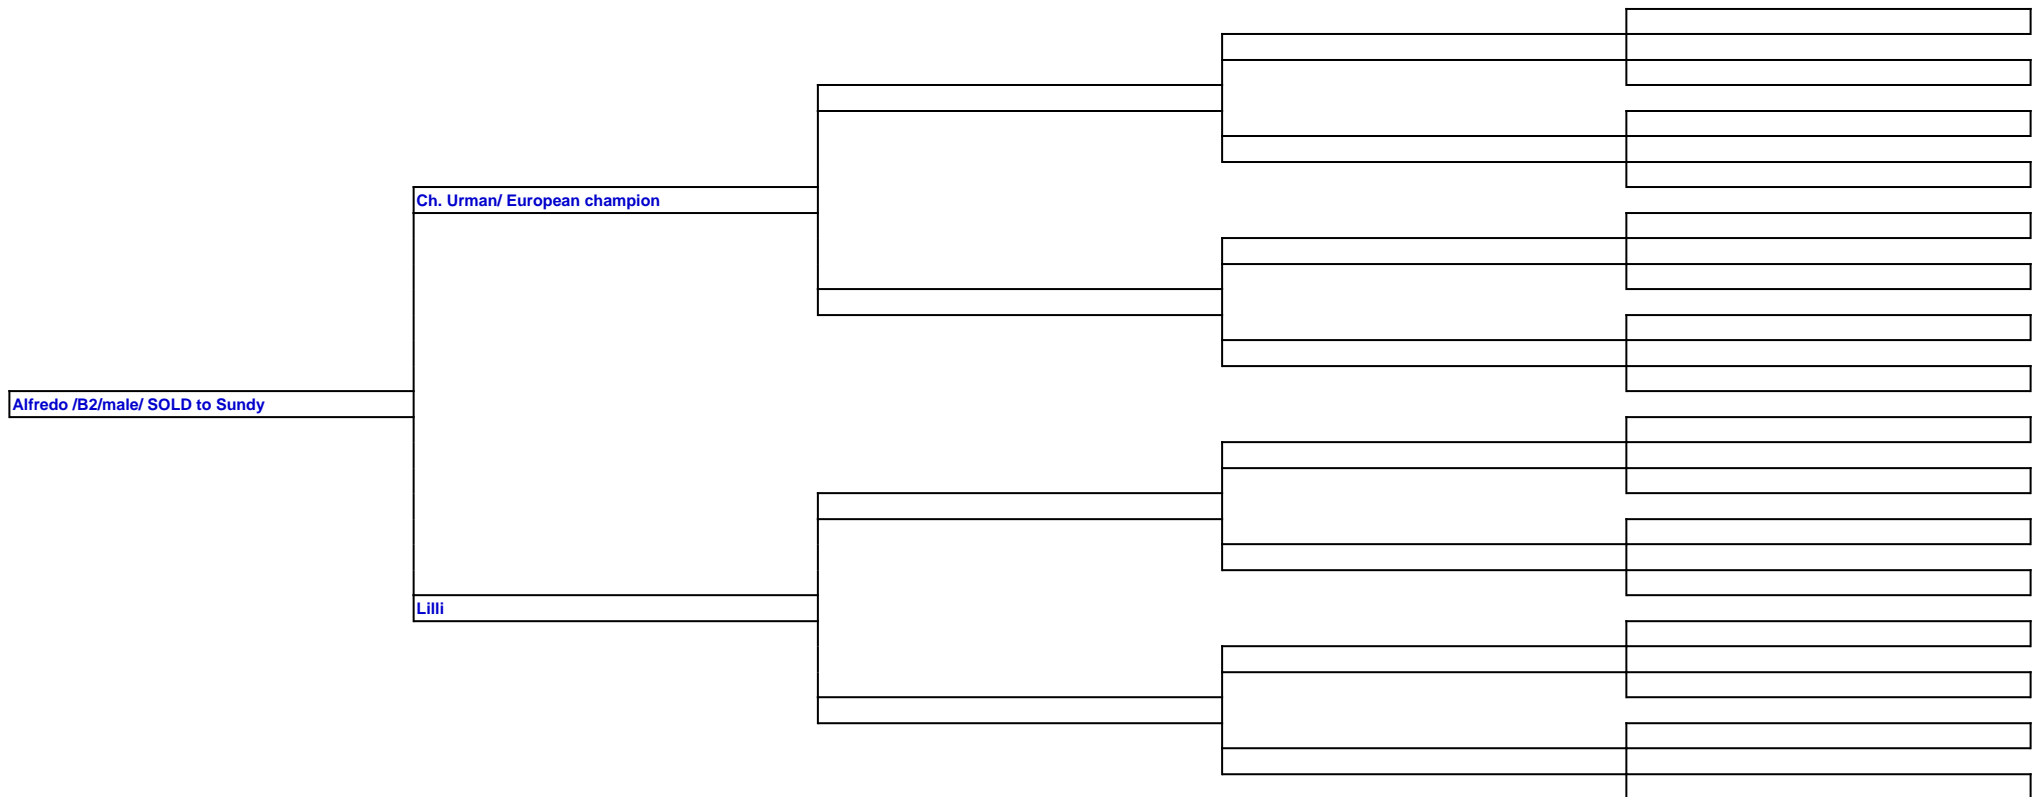 Ch. Urman/ European champion
Alfredo /B2/male/ SOLD to Sundy
Lilli